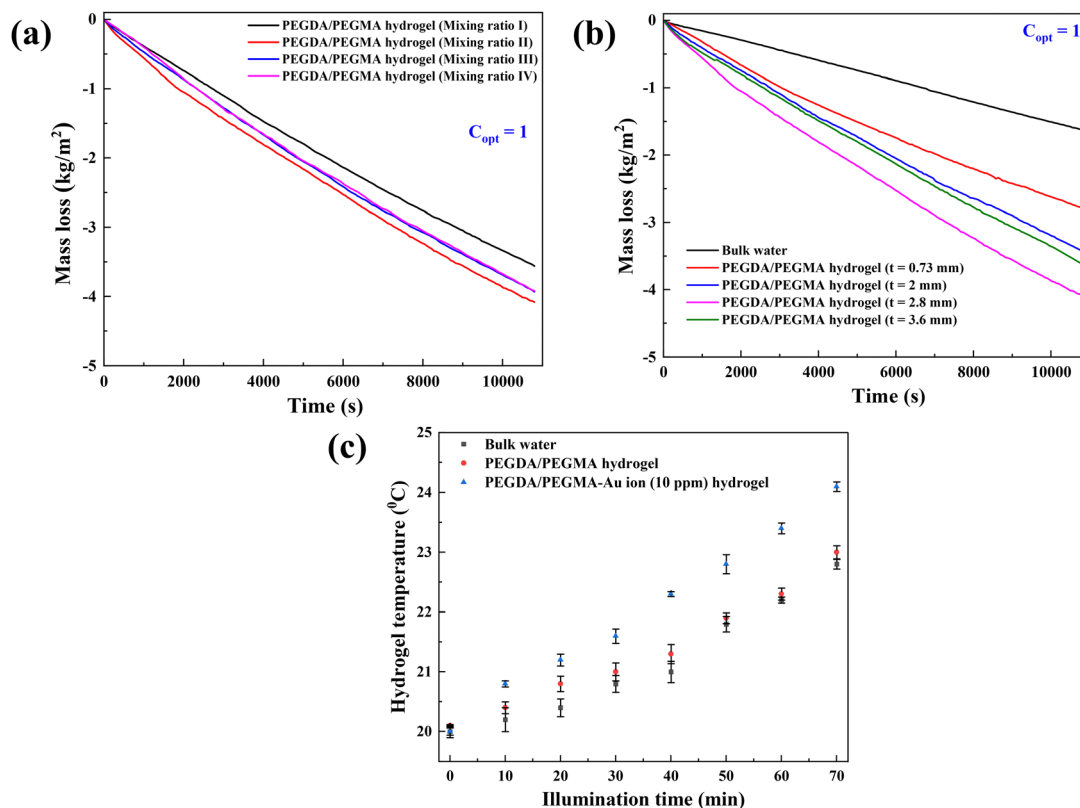 (a)
PEGDA/PEGMA hydrogel (Mixing ratio I)
PEGDA/PEGMA hydrogel (Mixing ratio II)
PEGDA/PEGMA hydrogel (Mixing ratio III)
PEGDA/PEGMA hydrogel (Mixing ratio IV)
Copt = 1
Mass loss (kg/m²)
-0
-1
-2
-3
-4
-5
0 2000 4000 6000 8000 10000
Time (s)
(b)
Copt = 1
Bulk water
PEGDA/PEGMA hydrogel (t = 0.73 mm)
PEGDA/PEGMA hydrogel (t = 2 mm)
PEGDA/PEGMA hydrogel (t = 2.8 mm)
PEGDA/PEGMA hydrogel (t = 3.6 mm)
Mass loss (kg/m²)
-0
-1
-2
-3
-4
-5
0 2000 4000 6000 8000 10000
Time (s)
(c)
Bulk water
PEGDA/PEGMA hydrogel
PEGDA/PEGMA-Au ion (10 ppm) hydrogel
Hydrogel temperature (⁰C)
25
24
23
22
21
20
0 10 20 30 40 50 60 70
Illumination time (min)